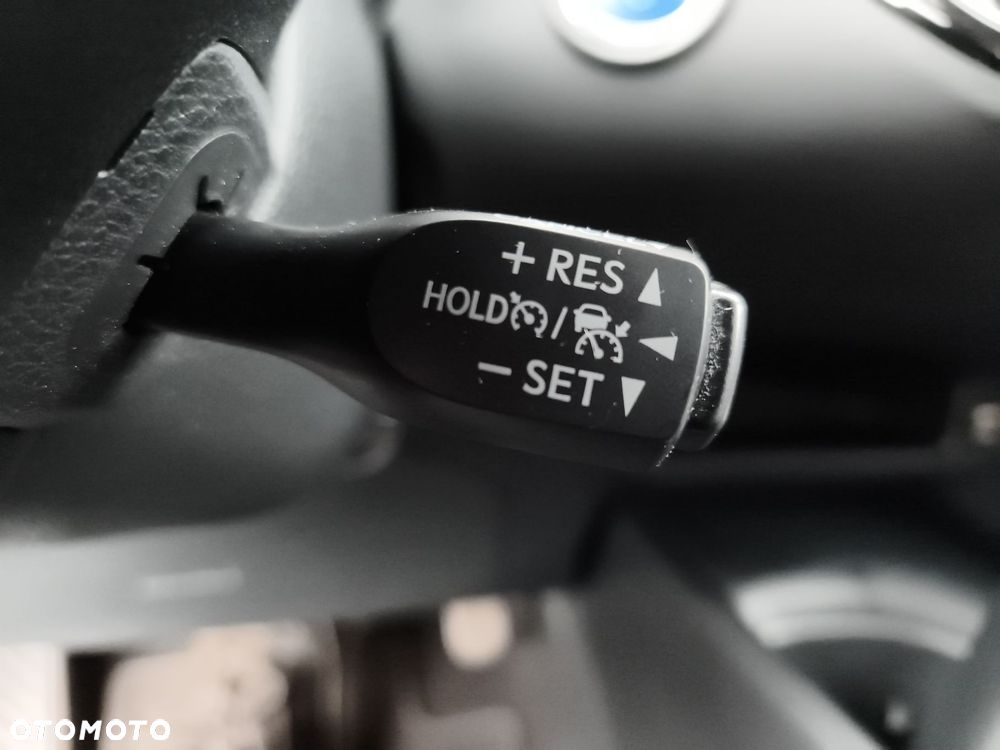 + RES ▲
HOLD / ◀
− SET ▼
OTOMOTO